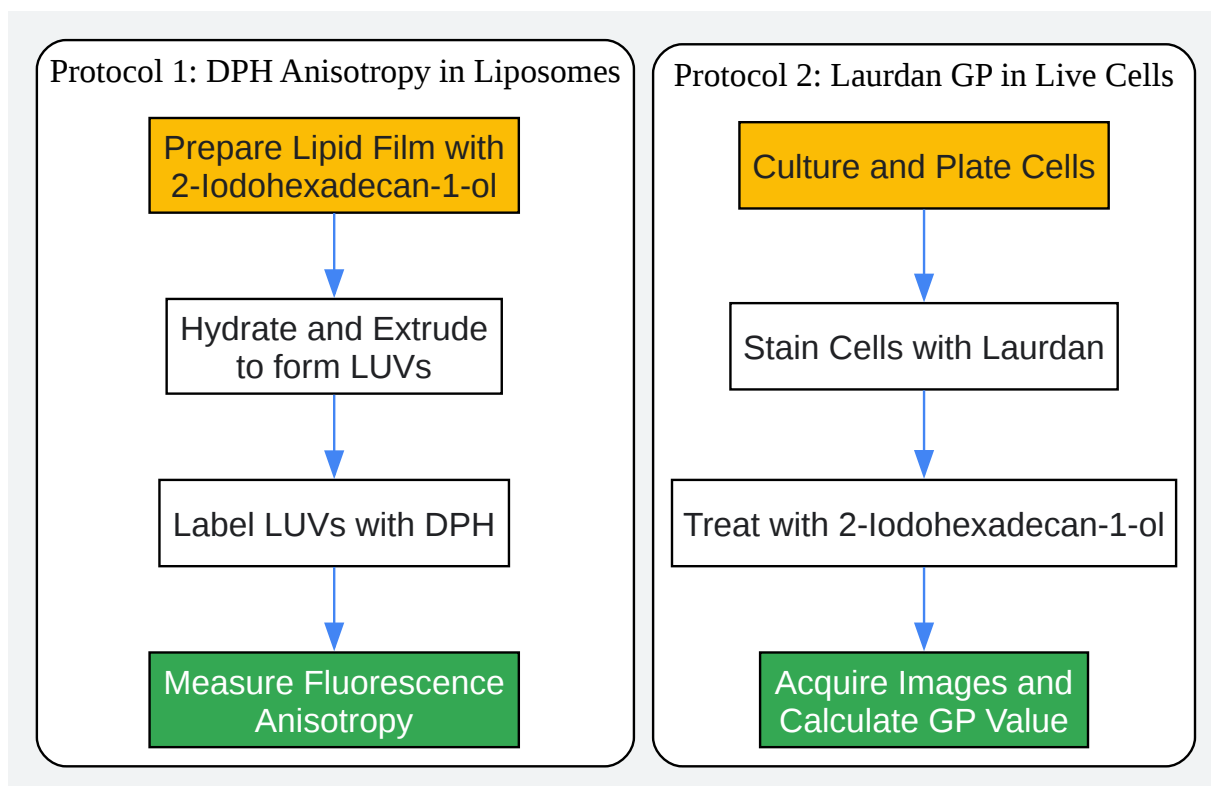 Protocol 1: DPH Anisotropy in Liposomes
Prepare Lipid Film with
2-Iodohexadecan-1-ol
Hydrate and Extrude
to form LUVs
Label LUVs with DPH
Measure Fluorescence
Anisotropy
Protocol 2: Laurdan GP in Live Cells
Culture and Plate Cells
Stain Cells with Laurdan
Treat with 2-Iodohexadecan-1-ol
Acquire Images and
Calculate GP Value